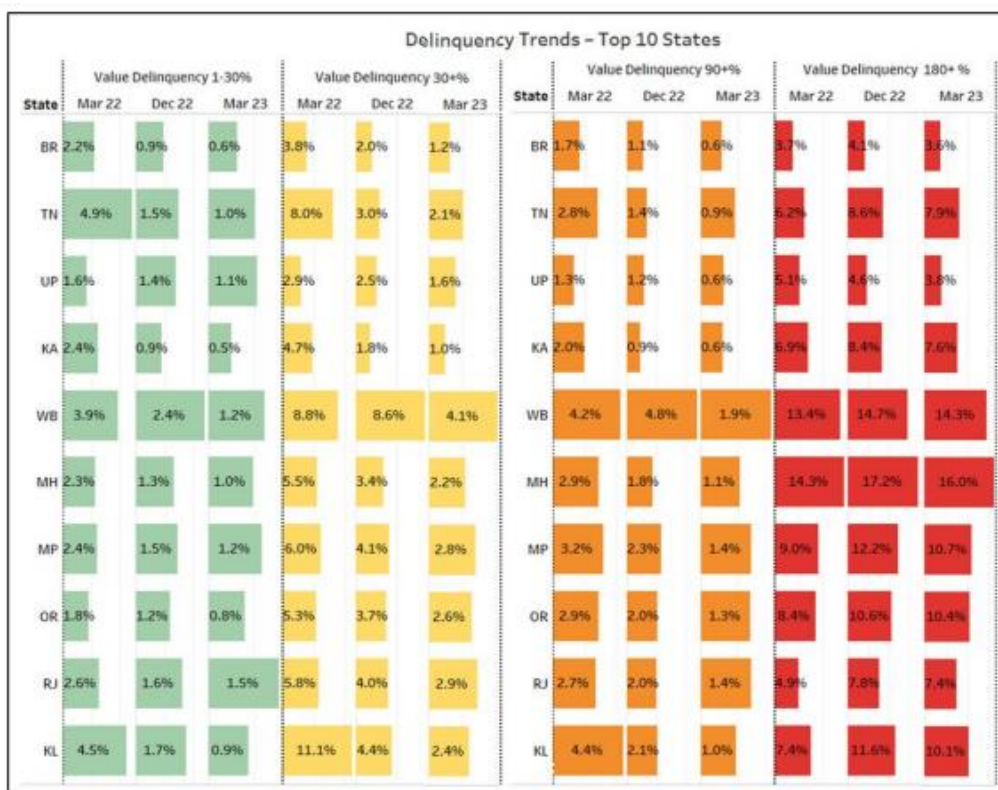 Delinquency Trends – Top 10 States
Value Delinquency 1-30% Value Delinquency 30+% Value Delinquency 90+% Value Delinquency 180+ %
State Mar 22 Dec 22 Mar 23 Mar 22 Dec 22 Mar 23 State Mar 22 Dec 22 Mar 23 Mar 22 Dec 22 Mar 23
BR 2.2% 0.9% 0.6% 3.8% 2.0% 1.2% BR 1.7% 1.1% 0.6% 3.7% 4.1% 3.6%
TN 4.9% 1.5% 1.0% 8.0% 3.0% 2.1% TN 2.8% 1.4% 0.9% 6.2% 8.6% 7.9%
UP 1.6% 1.4% 1.1% 2.9% 2.5% 1.6% UP 1.3% 1.2% 0.6% 5.1% 4.6% 3.8%
KA 2.4% 0.9% 0.5% 4.7% 1.8% 1.0% KA 2.0% 0.9% 0.6% 6.9% 8.4% 7.6%
WB 3.9% 2.4% 1.2% 8.8% 8.6% 4.1% WB 4.2% 4.8% 1.9% 13.4% 14.7% 14.3%
MH 2.3% 1.3% 1.0% 5.5% 3.4% 2.2% MH 2.9% 1.8% 1.1% 14.3% 17.2% 16.0%
MP 2.4% 1.5% 1.2% 6.0% 4.1% 2.8% MP 3.2% 2.3% 1.4% 9.0% 12.2% 10.7%
OR 1.8% 1.2% 0.8% 5.3% 3.7% 2.6% OR 2.9% 2.0% 1.3% 8.4% 10.6% 10.4%
RJ 2.6% 1.6% 1.5% 5.8% 4.0% 2.9% RJ 2.7% 2.0% 1.4% 4.9% 7.8% 7.4%
KL 4.5% 1.7% 0.9% 11.1% 4.4% 2.4% KL 4.4% 2.1% 1.0% 7.4% 11.6% 10.1%